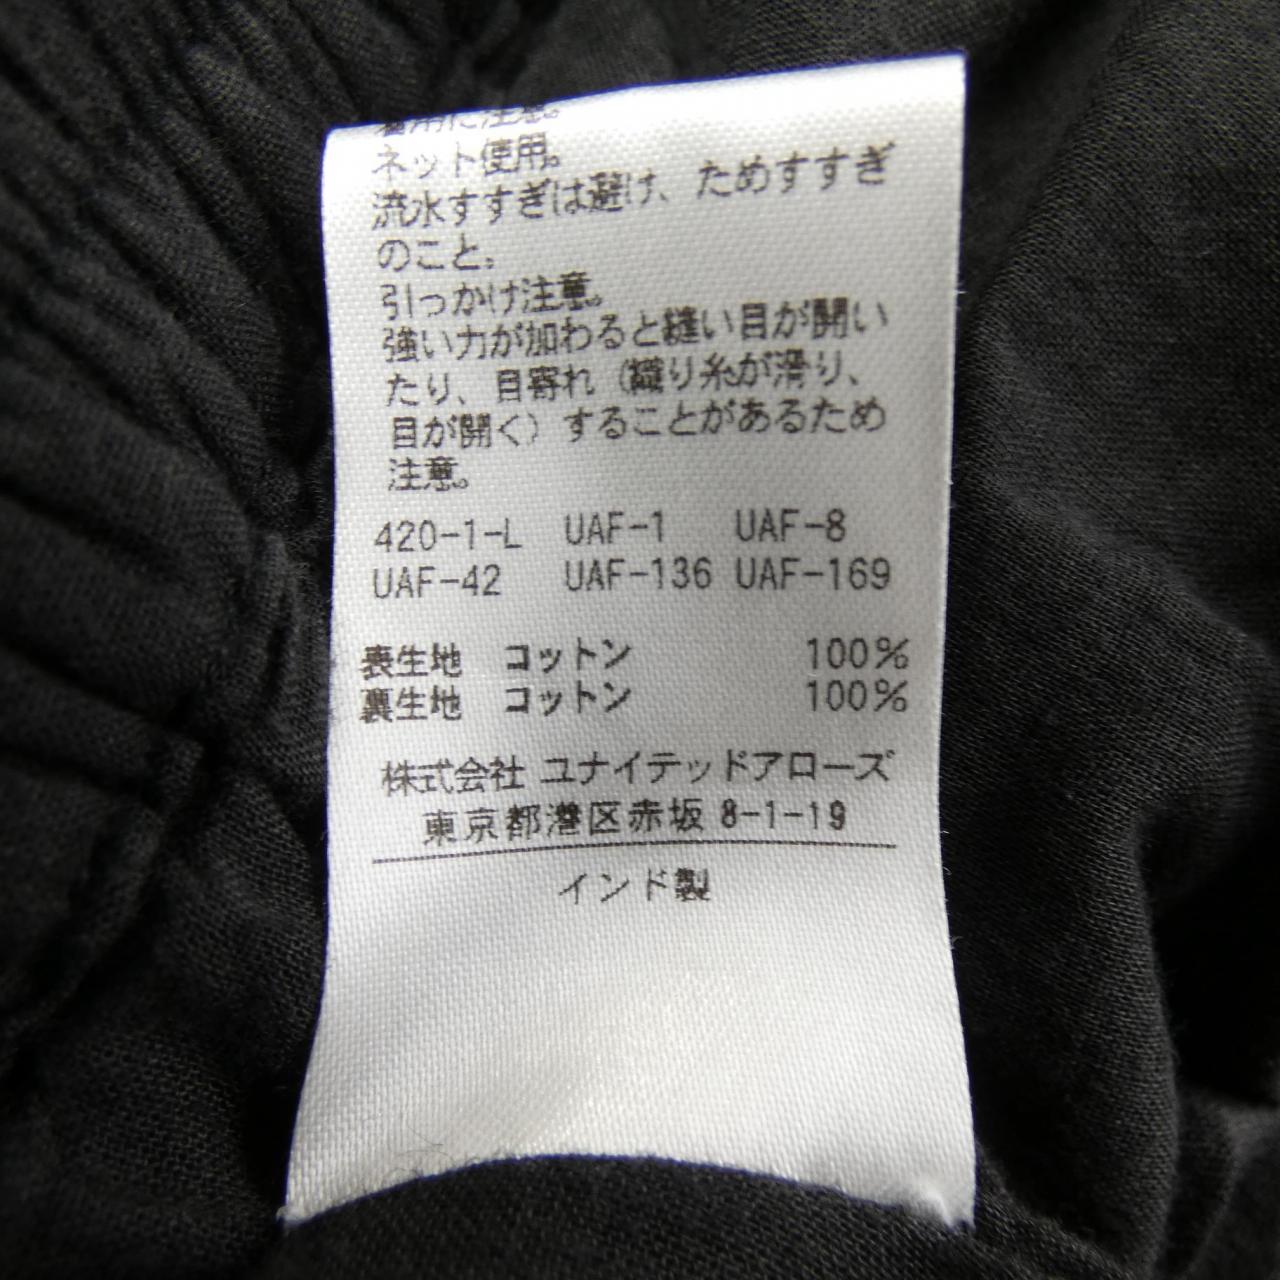 着用に注意。
ネット使用。
流水すすぎは避け、ためすすぎ
のこと。
引っかけ注意。
強い力が加わると縫い目が開い
たり、目寄れ（織り糸が滑り、
目が開く）することがあるため
注意。
420-1-L UAF-1 UAF-8
UAF-42 UAF-136 UAF-169
表生地 コットン 100%
裏生地 コットン 100%
株式会社 ユナイテッドアローズ
東京都港区赤坂 8-1-19
インド製